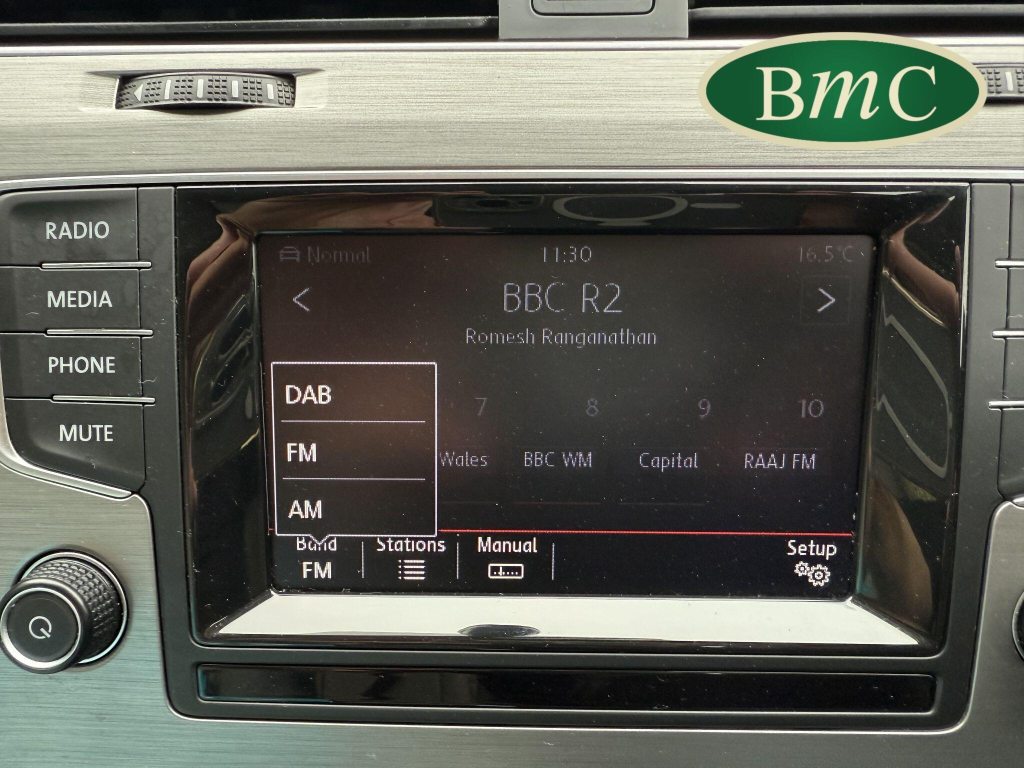 BmC
RADIO
MEDIA
PHONE
MUTE
Normal 11:30 16.5°C
< BBC R2 >
Romesh Ranganathan
DAB
FM
AM
7 8 9 10
Wales BBC WM Capital RAAJ FM
Band Stations Manual Setup
FM